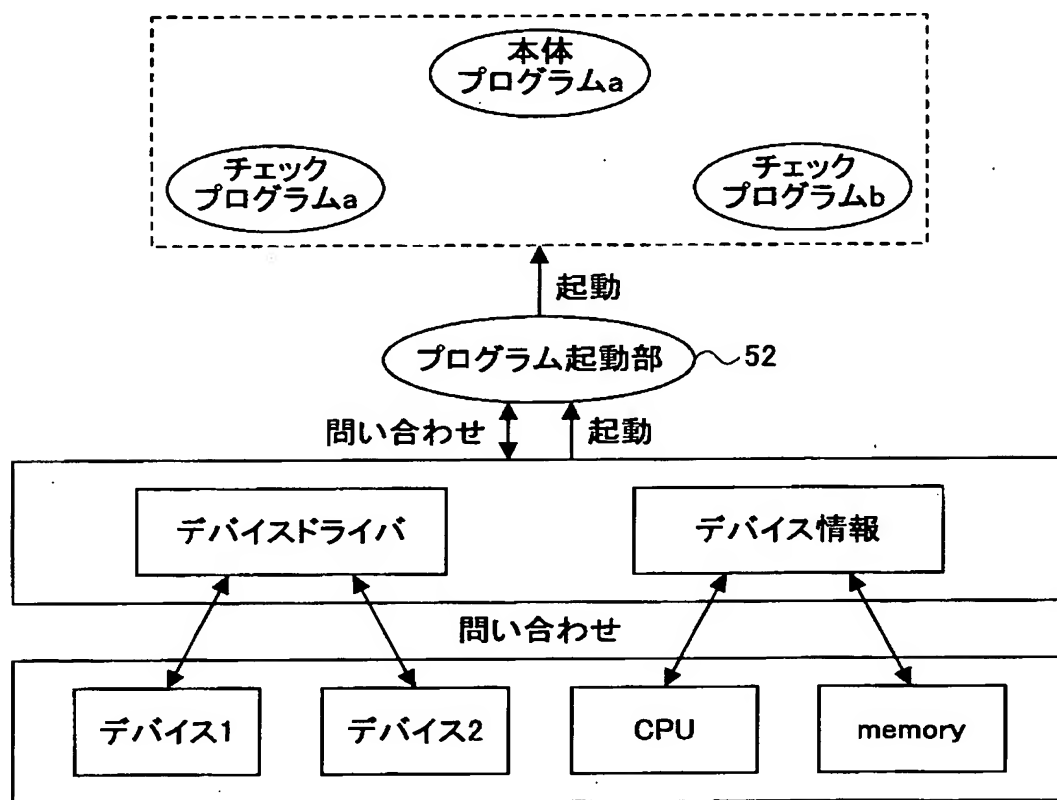 本体
プログラムa
チェック
プログラムa
チェック
プログラムb
起動
プログラム起動部
52
問い合わせ
起動
デバイスドライバ
デバイス情報
問い合わせ
デバイス1
デバイス2
CPU
memory